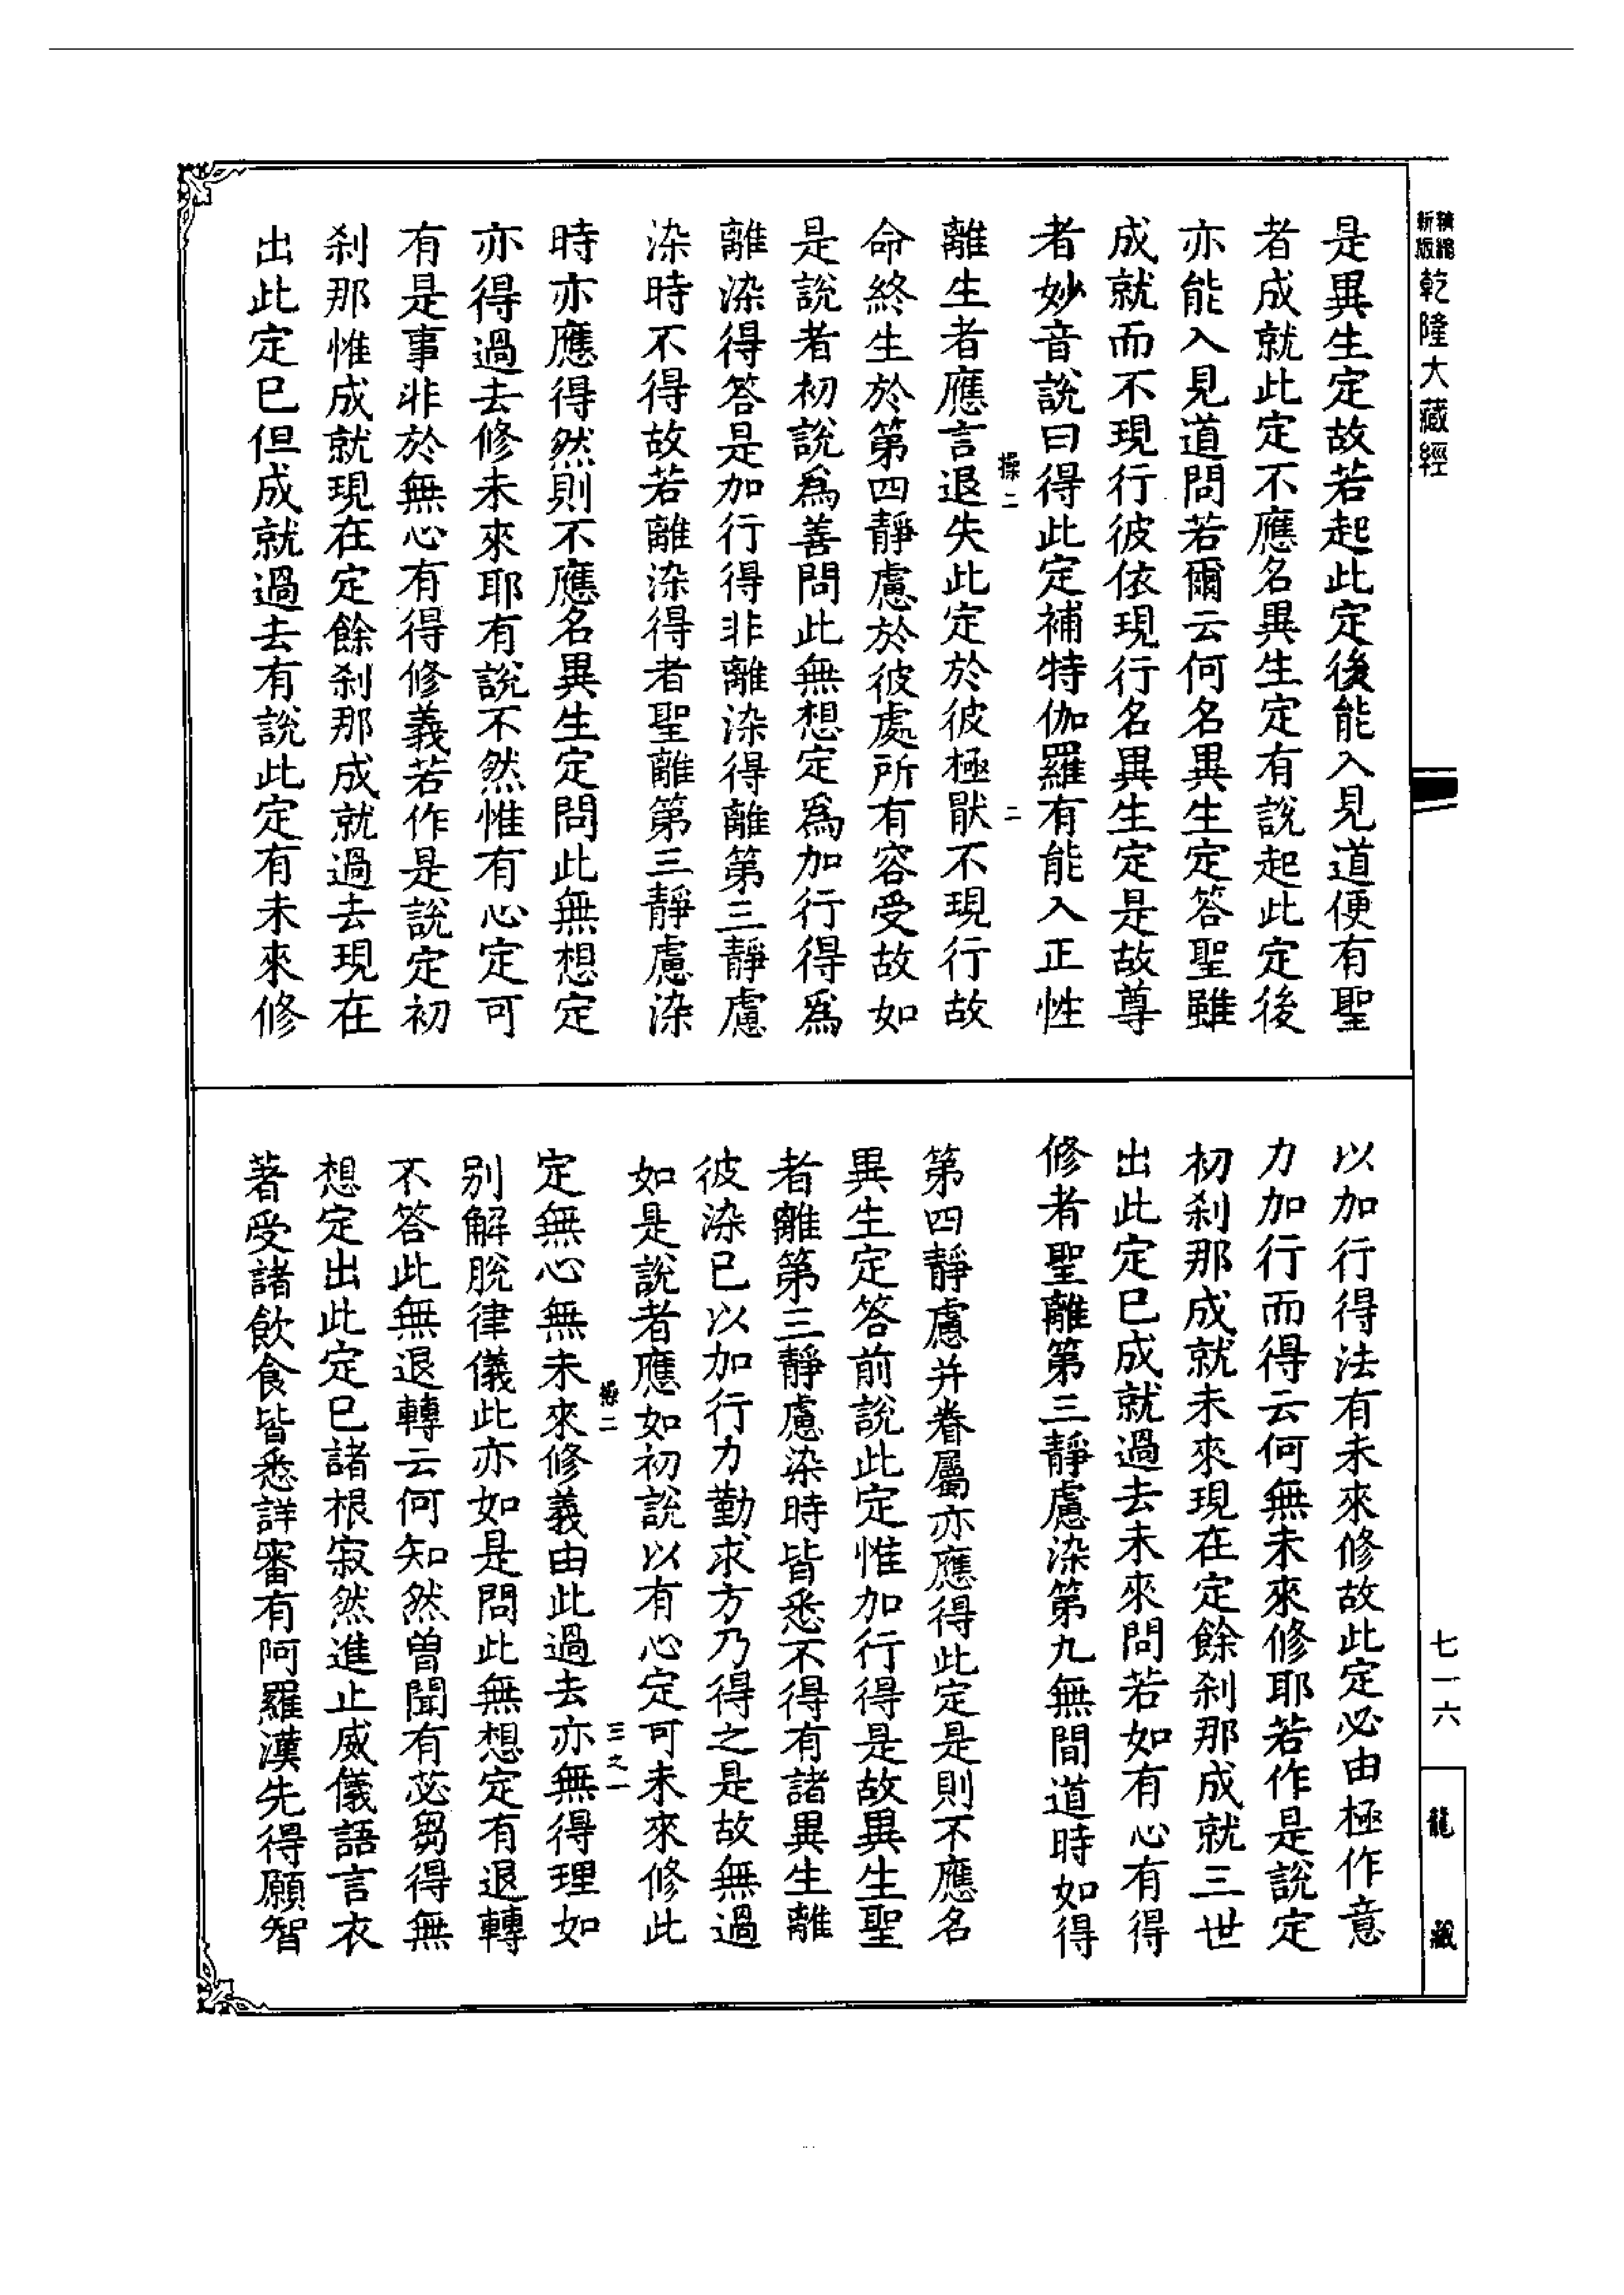 精縮新版乾隆大藏經
是異生定故若起此定後能入見道便有聖
者成就此定不應名異生定有說起此定後
亦能入見道問若爾云何名異生定答聖雖
成就而不現行彼依現行名異生定是故尊
者妙音說曰得此定補特伽羅有能入正性
操二 二
離生者應言退失此定於彼極猒不現行故
命終生於第四靜慮於彼處所有容受故如
是說者初說爲善問此無想定爲加行得爲
離染得答是加行得非離染得離第三靜慮
染時不得故若離染得者聖離第三靜慮染
時亦應得然則不應名異生定問此無想定
亦得過去修未來耶有說不然惟有心定可
有是事非於無心有得修義若作是說定初
刹那惟成就現在定餘刹那成就過去現在
出此定已但成就過去有說此定有未來修
以加行得法有未來修故此定必由極作意
力加行而得云何無未來修耶若作是說定
初刹那成就未來現在定餘刹那成就三世
出此定已成就過去未來問若如有心有得
修者聖離第三靜慮染第九無間道時如得
第四靜慮并眷屬亦應得此定是則不應名
異生定答前說此定惟加行得是故異生聖
者離第三靜慮染時皆悉不得有諸異生離
彼染已以加行力勤求方乃得之是故無過
如是說者應如初說以有心定可未來修此
操二 三之一
定無心無未來修義由此過去亦無得理如
別解脫律儀此亦如是問此無想定有退轉
不答此無退轉云何知然曾聞有苾芻得無
想定出此定已諸根寂然進止威儀語言衣
著受諸飲食皆悉詳審有阿羅漢先得願智
七一六
龍藏